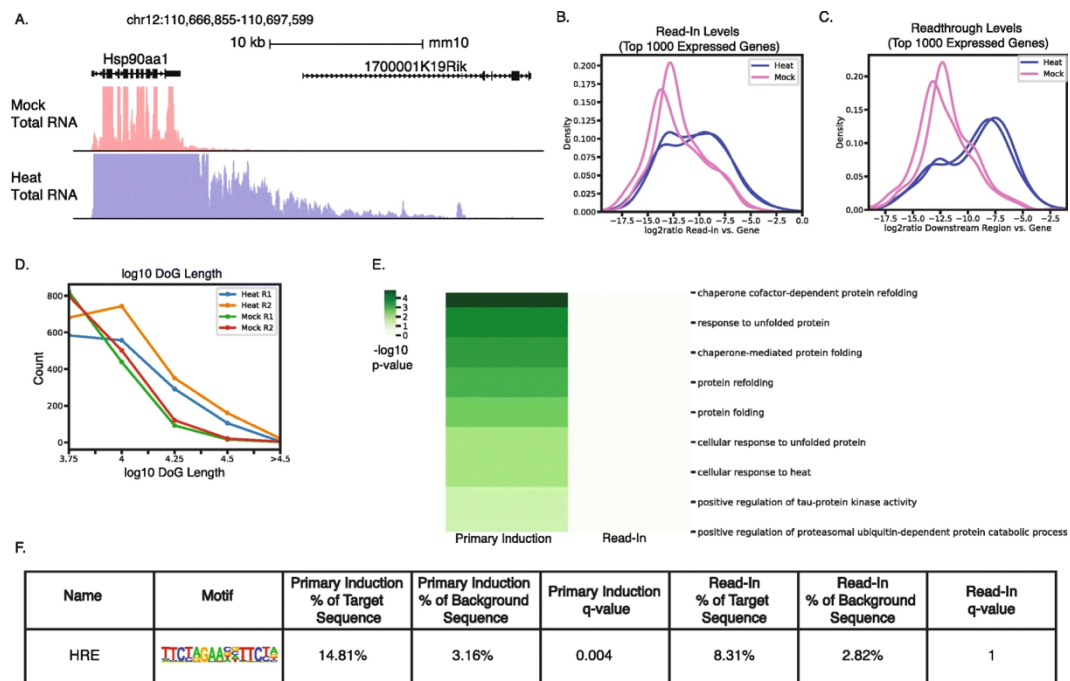 A.
chr12:110,666,855-110,697,599
10 kb
mm10
Hsp90aa1
1700001K19Rik
Mock
Total RNA
Heat
Total RNA
B.
Read-In Levels
(Top 1000 Expressed Genes)
Heat
Mock
Density
0.200
0.175
0.150
0.125
0.100
0.075
0.050
0.025
0.000
−17.5 −15.0 −12.5 −10.0 −7.5 −5.0 −2.5 0.0
log2ratio Read-in vs. Gene
C.
Readthrough Levels
(Top 1000 Expressed Genes)
Heat
Mock
Density
0.20
0.15
0.10
0.05
0.00
−17.5 −15.0 −12.5 −10.0 −7.5 −5.0 −2.5
log2ratio Downstream Region vs. Gene
D.
log10 DoG Length
Heat R1
Heat R2
Mock R1
Mock R2
Count
800
600
400
200
0
3.75 4 4.25 4.5 >4.5
log10 DoG Length
E.
4
3
2
1
0
-log10
p-value
chaperone cofactor-dependent protein refolding
response to unfolded protein
chaperone-mediated protein folding
protein refolding
protein folding
cellular response to unfolded protein
cellular response to heat
positive regulation of tau-protein kinase activity
positive regulation of proteasomal ubiquitin-dependent protein catabolic process
Primary Induction Read-In
F.
Name
Motif
Primary Induction
% of Target
Sequence
Primary Induction
% of Background
Sequence
Primary Induction
q-value
Read-In
% of Target
Sequence
Read-In
% of Background
Sequence
Read-In
q-value
HRE
14.81%
3.16%
0.004
8.31%
2.82%
1